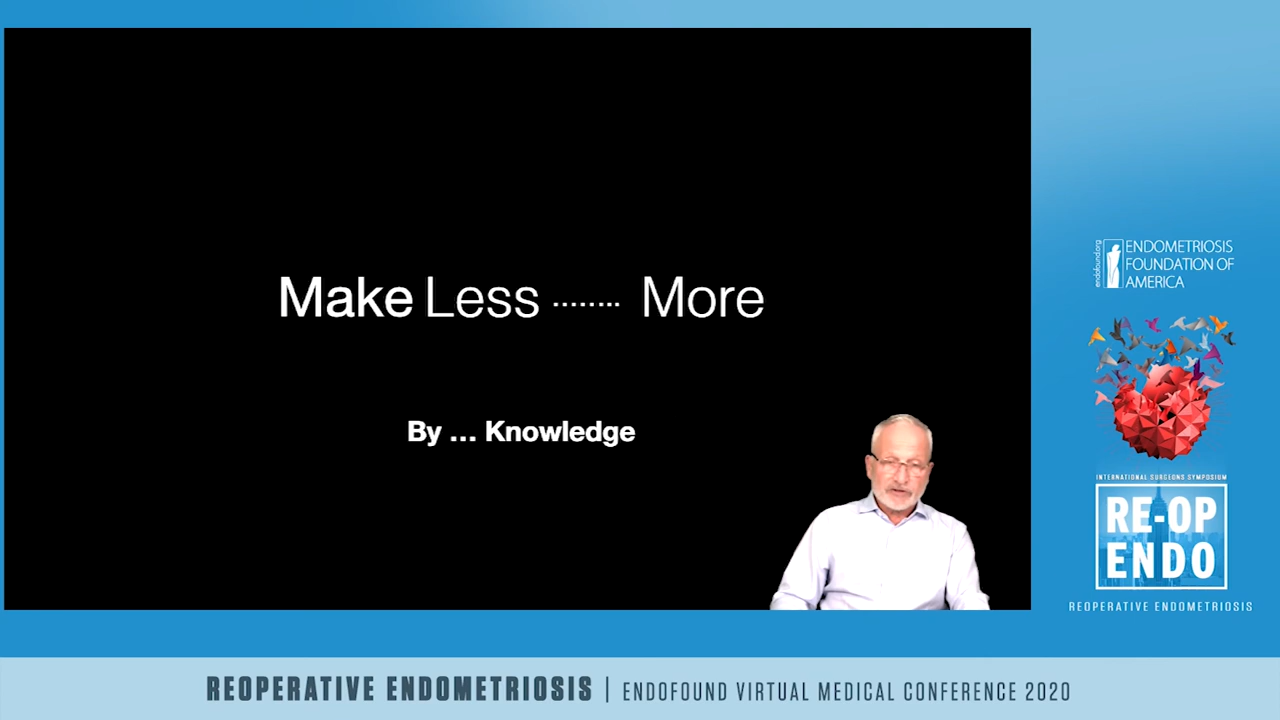 Make Less ........ More
By ... Knowledge
endofound.org
ENDOMETRIOSIS
FOUNDATION OF
AMERICA
INTERNATIONAL SURGEONS SYMPOSIUM
RE-OP
ENDO
REOPERATIVE ENDOMETRIOSIS
REOPERATIVE ENDOMETRIOSIS | ENDOFOUND VIRTUAL MEDICAL CONFERENCE 2020